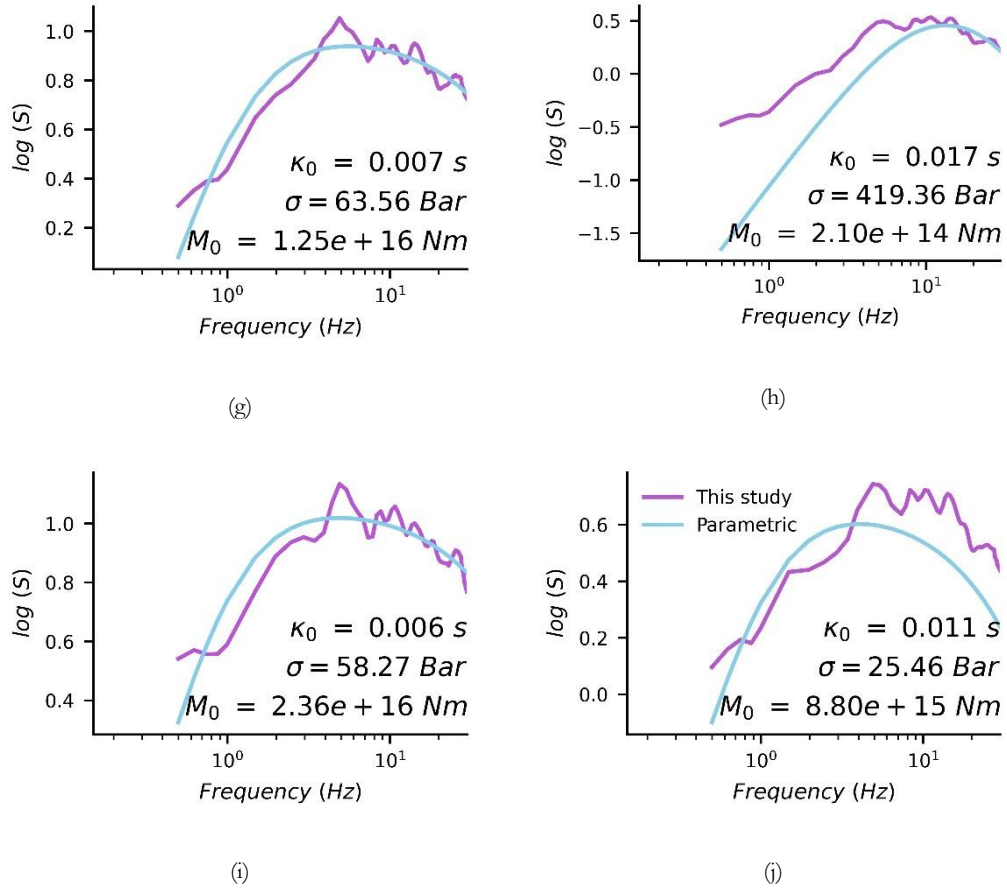 1.0
0.8
0.6
0.4
0.2
log (S)
κ0 = 0.007 s
σ = 63.56 Bar
M0 = 1.25e + 16 Nm
10^0
10^1
Frequency (Hz)
(g)
0.5
0.0
−0.5
−1.0
−1.5
log (S)
κ0 = 0.017 s
σ = 419.36 Bar
M0 = 2.10e + 14 Nm
10^0
10^1
Frequency (Hz)
(h)
1.0
0.8
0.6
0.4
log (S)
κ0 = 0.006 s
σ = 58.27 Bar
M0 = 2.36e + 16 Nm
10^0
10^1
Frequency (Hz)
(i)
0.6
0.4
0.2
0.0
log (S)
This study
Parametric
κ0 = 0.011 s
σ = 25.46 Bar
M0 = 8.80e + 15 Nm
10^0
10^1
Frequency (Hz)
(j)